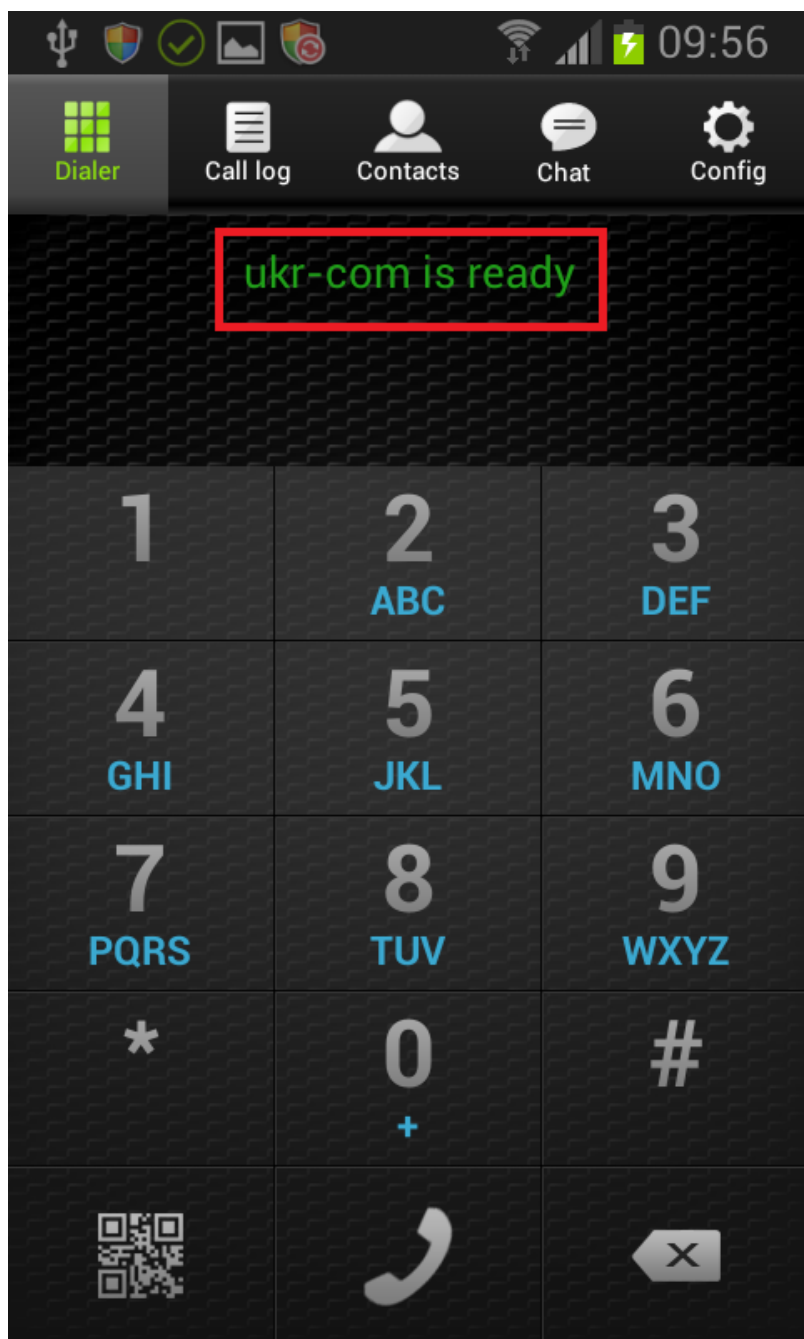 09:56
Dialer Call log Contacts Chat Config
ukr-com is ready
1 2 3
ABC DEF
4 5 6
GHI JKL MNO
7 8 9
PQRS TUV WXYZ
* 0 #
+